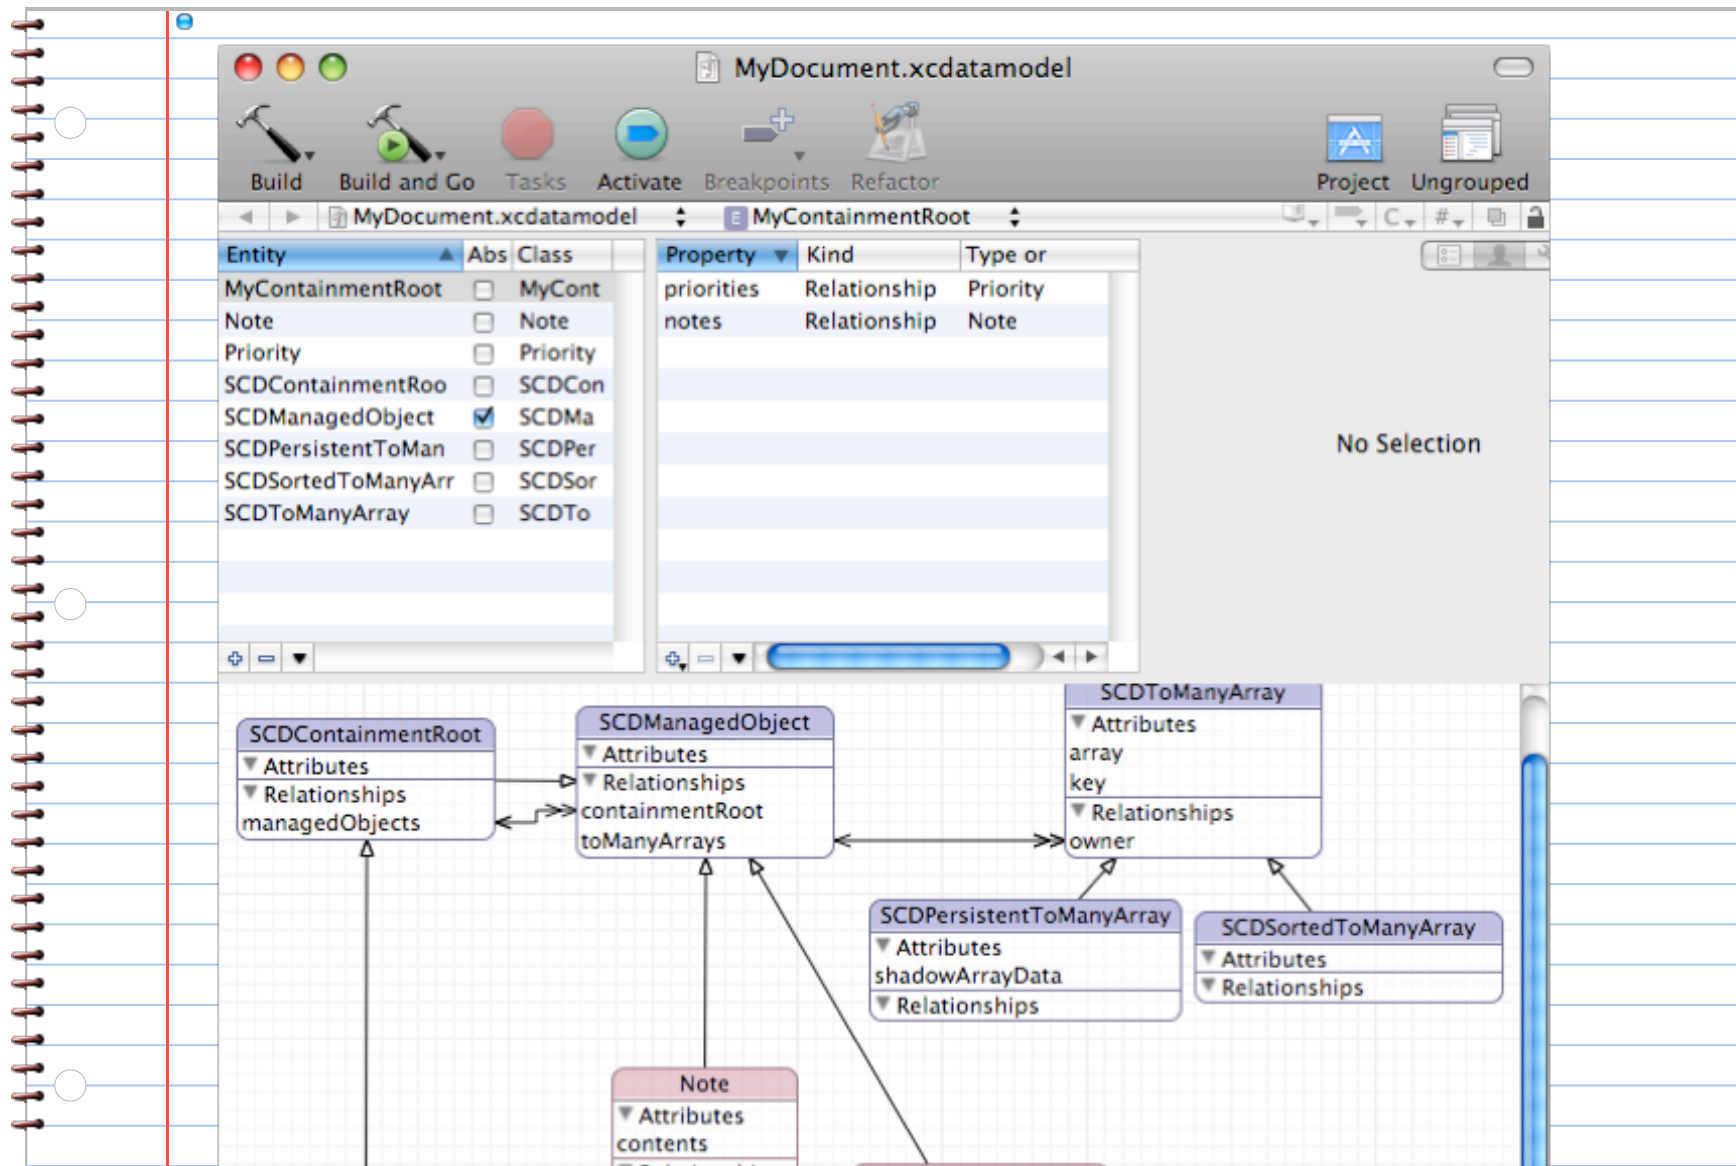 MyDocument.xcdatamodel
Build Build and Go Tasks Activate Breakpoints Refactor Project Ungrouped
MyDocument.xcdatamodel E MyContainmentRoot C #
Entity Abs Class
MyContainmentRoot MyCont
Note Note
Priority Priority
SCDContainmentRoo SCDCon
SCDManagedObject SCDMa
SCDPersistentToMan SCDPer
SCDSortedToManyArr SCDSor
SCDToManyArray SCDTo
Property Kind Type or
priorities Relationship Priority
notes Relationship Note
No Selection
SCDContainmentRoot
Attributes
Relationships
managedObjects
SCDManagedObject
Attributes
Relationships
containmentRoot
toManyArrays
SCDToManyArray
Attributes
array
key
Relationships
owner
SCDPersistentToManyArray
Attributes
shadowArrayData
Relationships
SCDSortedToManyArray
Attributes
Relationships
Note
Attributes
contents